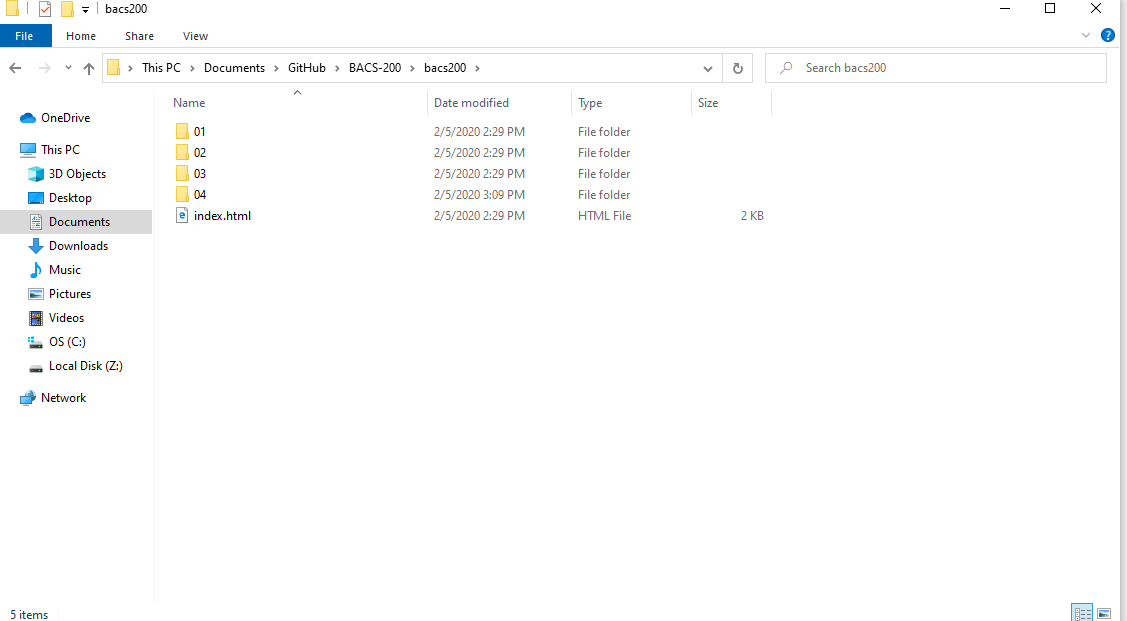 bacs200
File Home Share View
This PC Documents GitHub BACS-200 bacs200 Search bacs200
Name Date modified Type Size
OneDrive
This PC
3D Objects
Desktop
Documents
Downloads
Music
Pictures
Videos
OS (C:)
Local Disk (Z:)
Network
01 2/5/2020 2:29 PM File folder
02 2/5/2020 2:29 PM File folder
03 2/5/2020 2:29 PM File folder
04 2/5/2020 3:09 PM File folder
index.html 2/5/2020 2:29 PM HTML File 2 KB
5 items